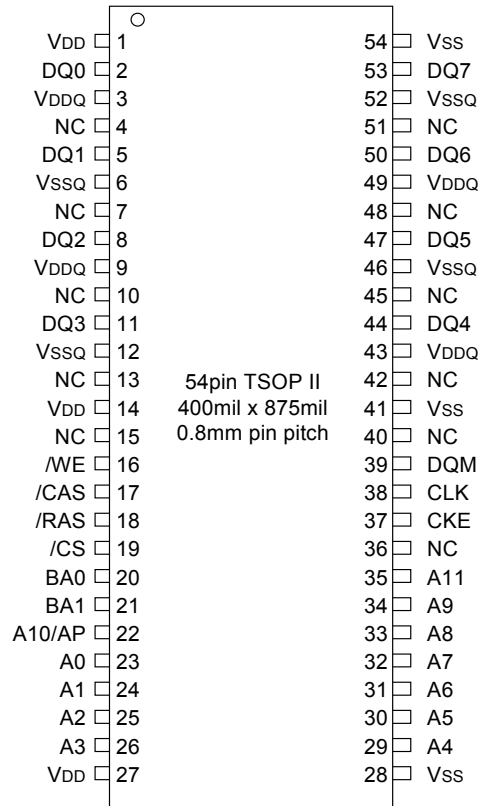 VDD 1 54 VSS
DQ0 2 53 DQ7
VDDQ 3 52 VSSQ
NC 4 51 NC
DQ1 5 50 DQ6
VSSQ 6 49 VDDQ
NC 7 48 NC
DQ2 8 47 DQ5
VDDQ 9 46 VSSQ
NC 10 45 NC
DQ3 11 44 DQ4
VSSQ 12 43 VDDQ
NC 13 54pin TSOP II 42 NC
VDD 14 400mil x 875mil 41 VSS
NC 15 0.8mm pin pitch 40 NC
/WE 16 39 DQM
/CAS 17 38 CLK
/RAS 18 37 CKE
/CS 19 36 NC
BA0 20 35 A11
BA1 21 34 A9
A10/AP 22 33 A8
A0 23 32 A7
A1 24 31 A6
A2 25 30 A5
A3 26 29 A4
VDD 27 28 VSS